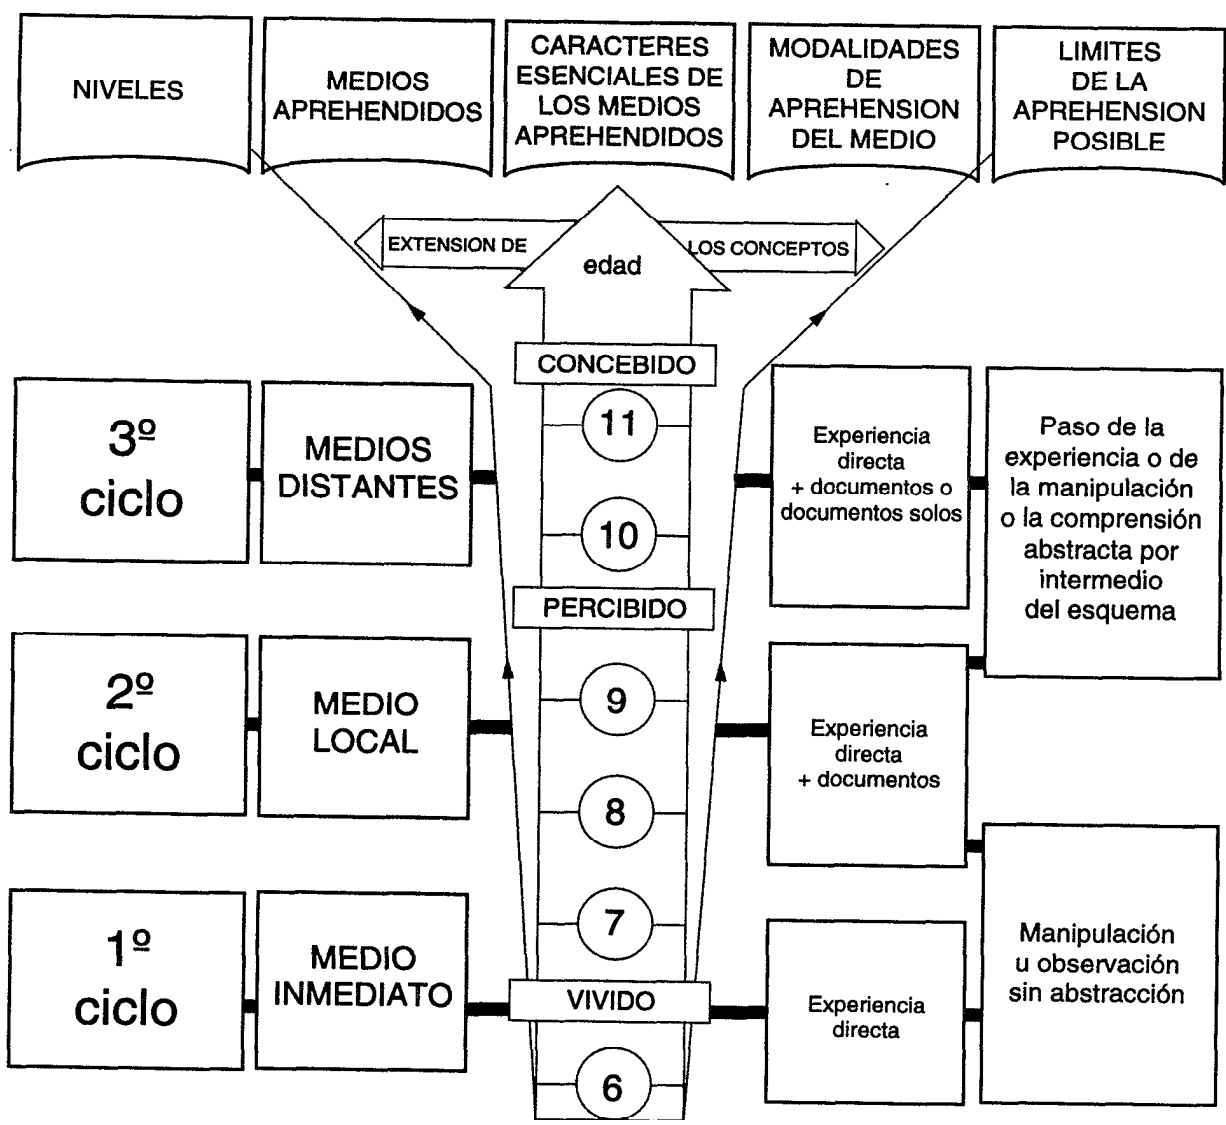 NIVELES
MEDIOS
APREHENDIDOS
CARACTERES
ESENCIALES DE
LOS MEDIOS
APREHENDIDOS
MODALIDADES
DE
APREHENSION
DEL MEDIO
LIMITES
DE LA
APREHENSION
POSIBLE
EXTENSION DE
LOS CONCEPTOS
edad
CONCEBIDO
3º
ciclo
MEDIOS
DISTANTES
11
10
Experiencia
directa
+ documentos o
documentos solos
Paso de la
experiencia o de
la manipulación
o la comprensión
abstracta por
intermedio
del esquema
PERCIBIDO
2º
ciclo
MEDIO
LOCAL
9
8
Experiencia
directa
+ documentos
7
1º
ciclo
MEDIO
INMEDIATO
VIVIDO
6
Experiencia
directa
Manipulación
u observación
sin abstracción